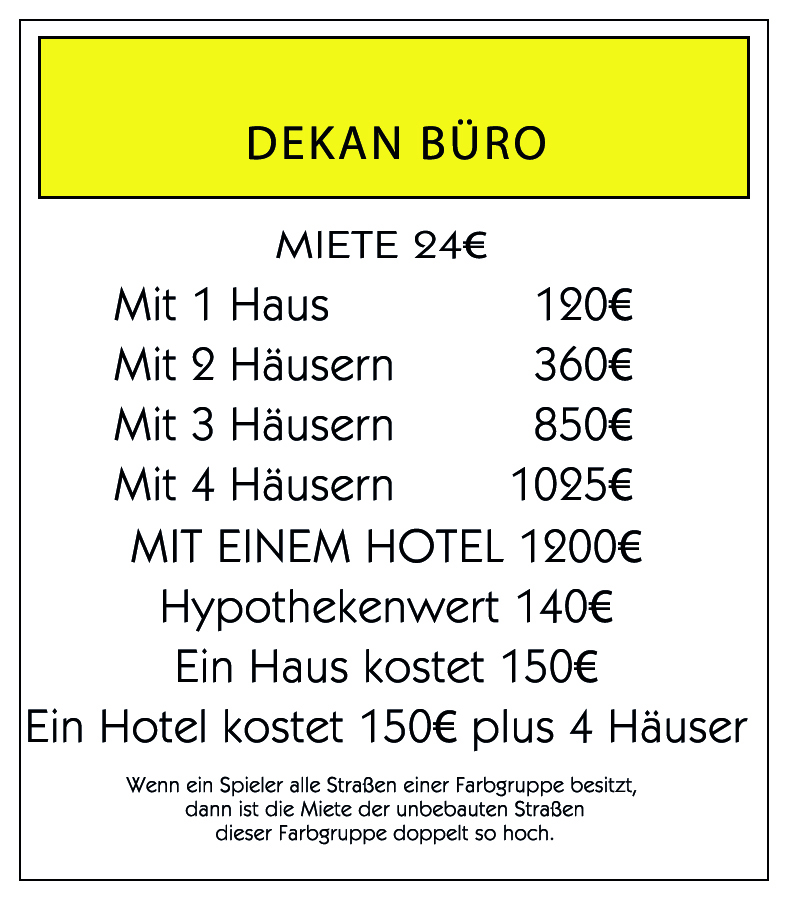 DEKAN BÜRO
MIETE 24€
Mit 1 Haus 120€
Mit 2 Häusern 360€
Mit 3 Häusern 850€
Mit 4 Häusern 1025€
MIT EINEM HOTEL 1200€
Hypothekenwert 140€
Ein Haus kostet 150€
Ein Hotel kostet 150€ plus 4 Häuser
Wenn ein Spieler alle Straßen einer Farbgruppe besitzt,
dann ist die Miete der unbebauten Straßen
dieser Farbgruppe doppelt so hoch.